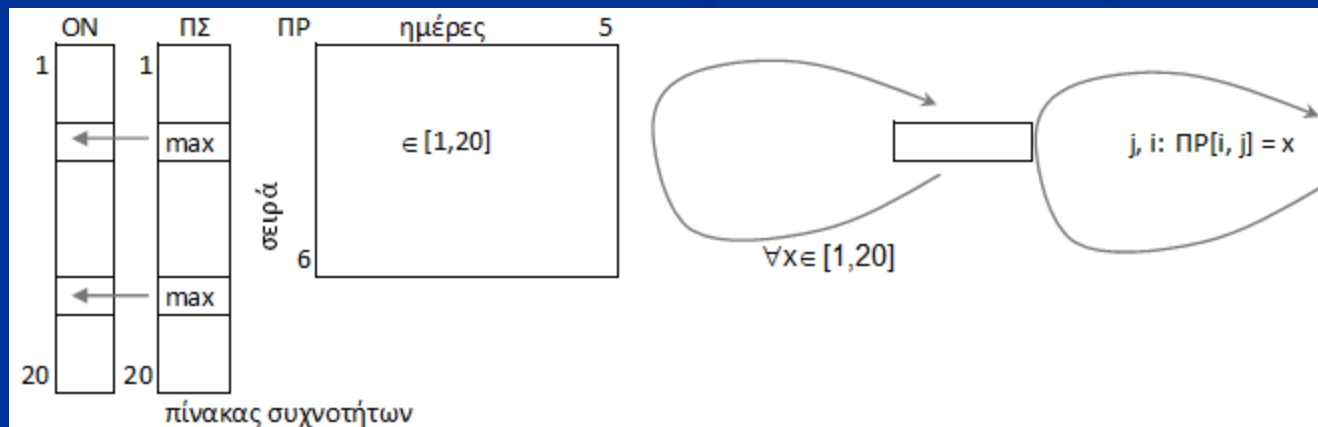 ΟΝ ΠΣ ΠΡ ημέρες 5
1 1
max ∈ [1,20] j, i: ΠΡ[i, j] = x
σειρά
6 ∀x∈ [1,20]
max
20 20
πίνακας συχνοτήτων